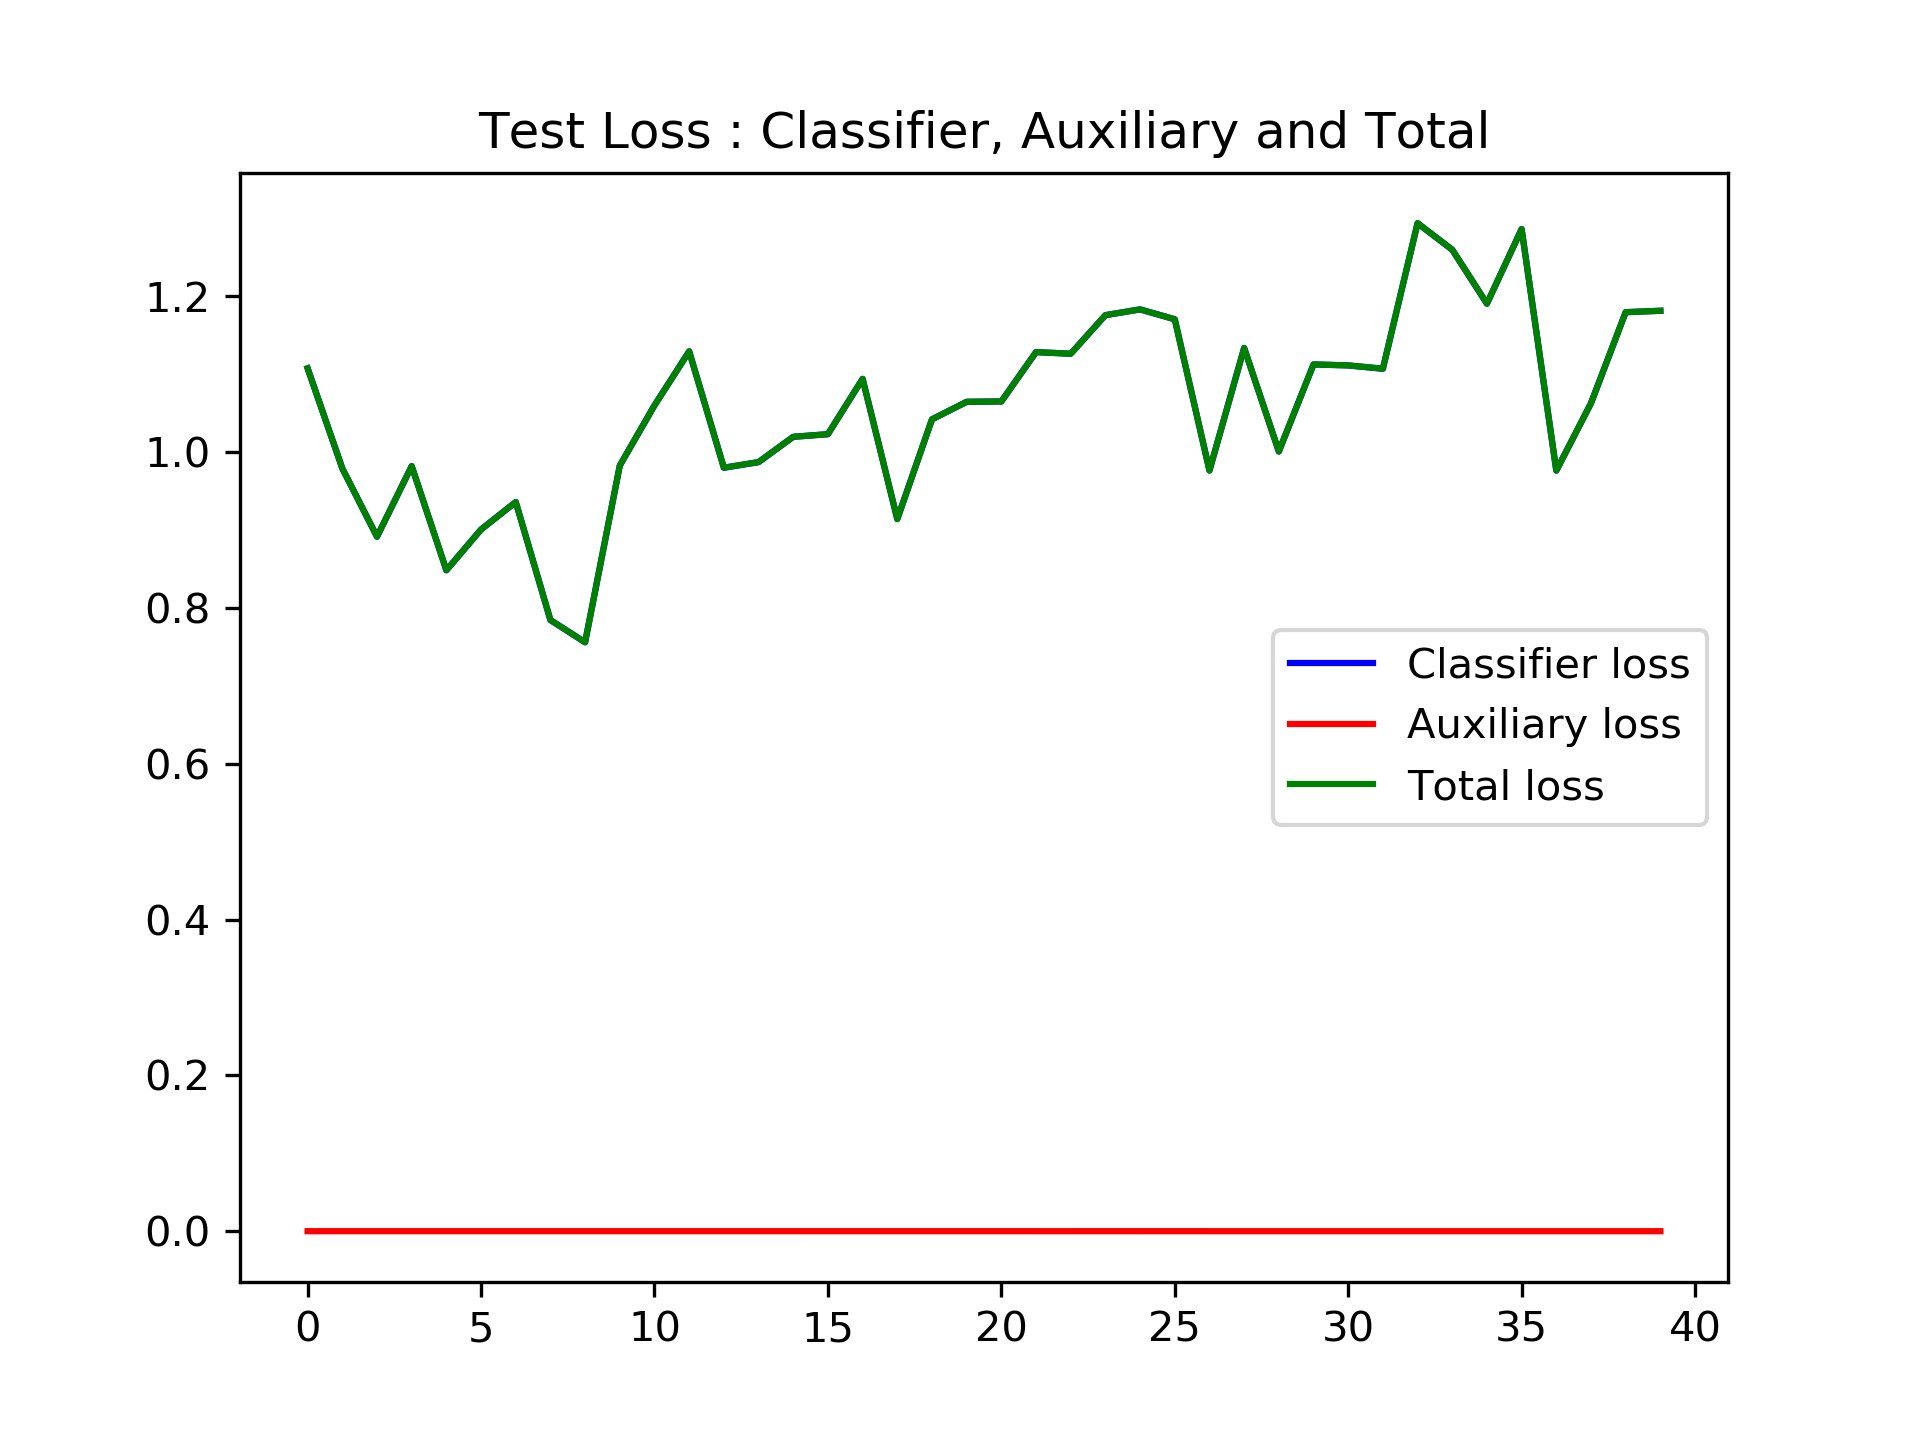 Test Loss : Classifier, Auxiliary and Total
1.2
1.0
0.8
0.6
0.4
0.2
0.0
Classifier loss
Auxiliary loss
Total loss
0 5 10 15 20 25 30 35 40